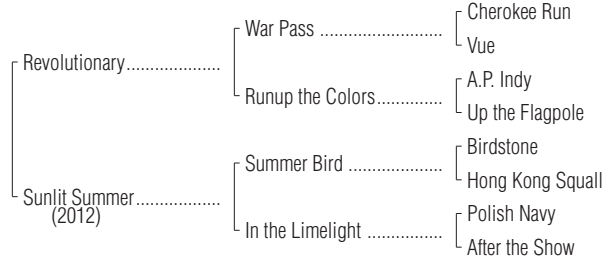 Cherokee Run
War Pass ..........................
Vue
Revolutionary....................
A.P. Indy
Runup the Colors..............
Up the Flagpole
Birdstone
Summer Bird ....................
Hong Kong Squall
Sunlit Summer..................
(2012)
Polish Navy
In the Limelight ................
After the Show